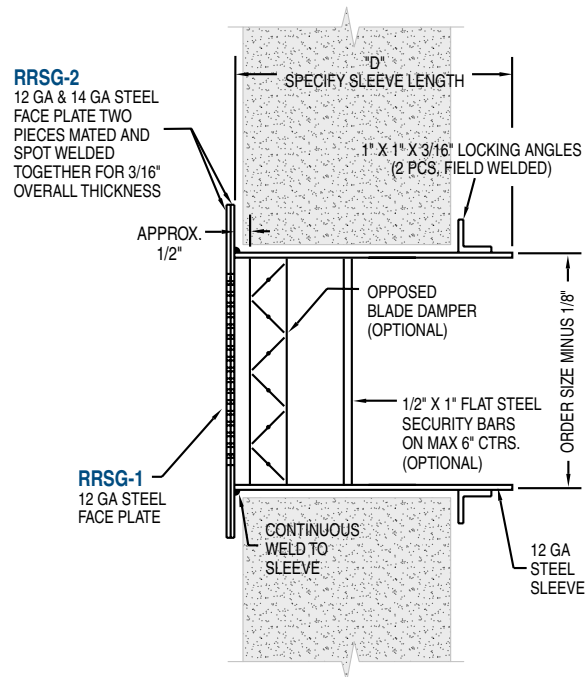 "D"
SPECIFY SLEEVE LENGTH
RRSG-2
12 GA & 14 GA STEEL
FACE PLATE TWO
PIECES MATED AND
SPOT WELDED
TOGETHER FOR 3/16"
OVERALL THICKNESS
1" X 1" X 3/16" LOCKING ANGLES
(2 PCS, FIELD WELDED)
APPROX.
1/2"
OPPOSED
BLADE DAMPER
(OPTIONAL)
ORDER SIZE MINUS 1/8"
1/2" X 1" FLAT STEEL
SECURITY BARS
ON MAX 6" CTRS.
(OPTIONAL)
RRSG-1
12 GA STEEL
FACE PLATE
CONTINUOUS
WELD TO
SLEEVE
12 GA
STEEL
SLEEVE